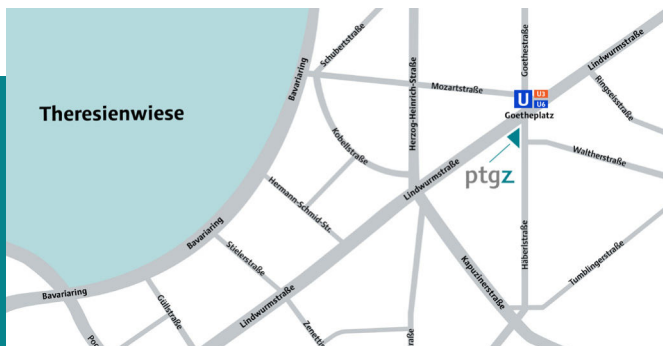 Schubertstraße
Bavariaring
Herzog-Heinrich-Straße
Goethestraße
Lindwurmstraße
Mozartstraße
U
U3
U6
Goetheplatz
Ringseisstraße
Theresienwiese
Kobellstraße
Waltherstraße
Lindwurmstraße
ptgz
Hermann-Schmid-Str.
Bavariaring
Stielerstraße
Häberlstraße
Kapuzinerstraße
Tumblingerstraße
Bavariaring
Güllstraße
Lindwurmstraße